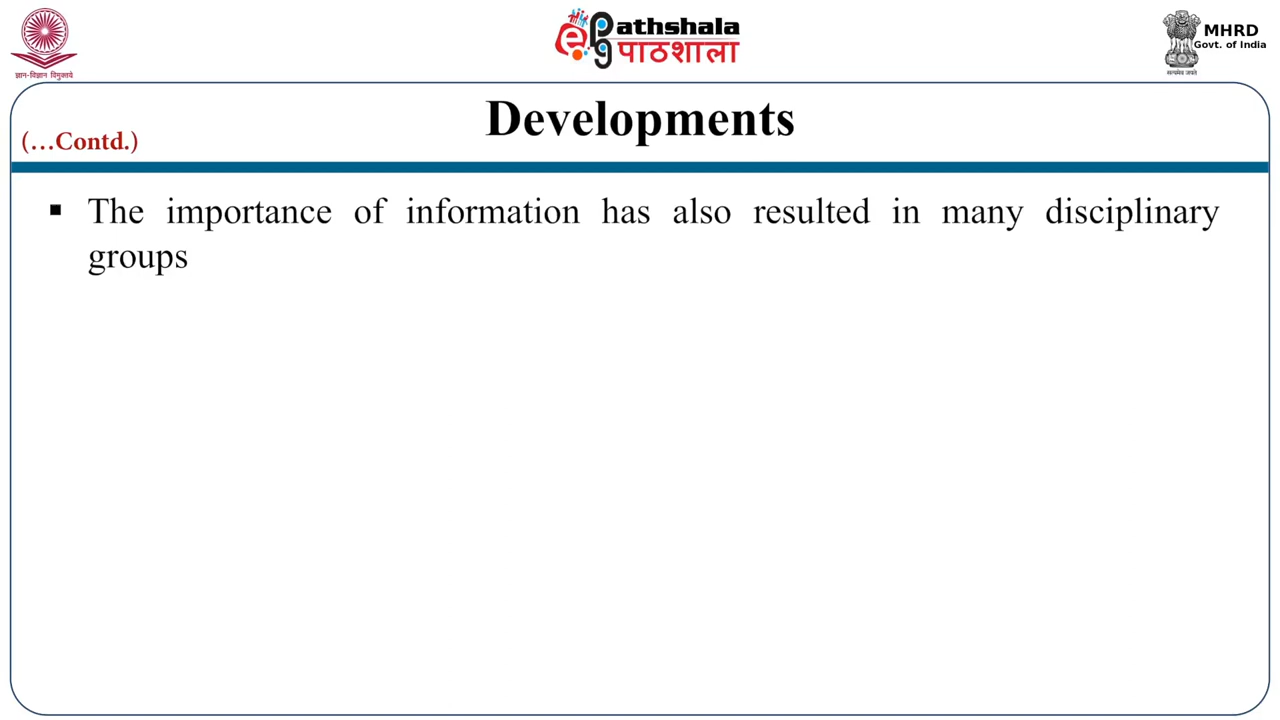 ज्ञान-विज्ञान विमुक्तये
epg Pathshala
पाठशाला
सत्यमेव जयते
MHRD
Govt. of India
Developments
(...Contd.)
▪ The importance of information has also resulted in many disciplinary
groups